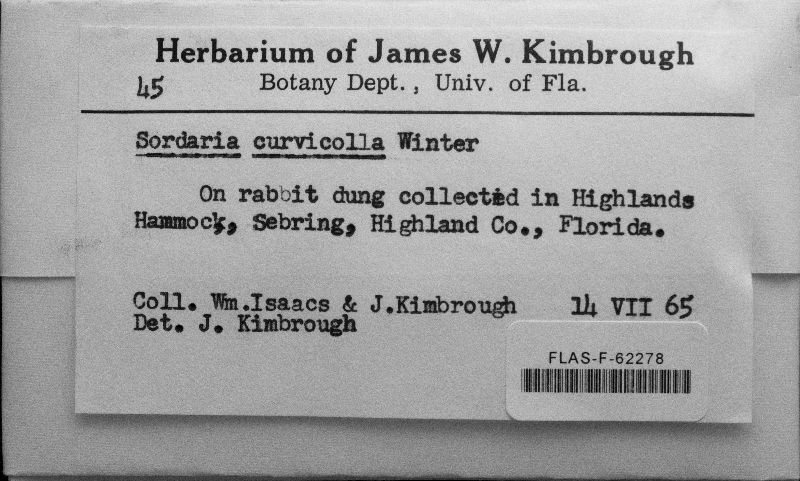 Herbarium of James W. Kimbrough
45 Botany Dept., Univ. of Fla.
Sordaria curvicolla Winter
On rabbit dung collected in Highlands
Hammock, Sebring, Highland Co., Florida.
Coll. Wm.Isaacs & J.Kimbrough 14 VII 65
Det. J. Kimbrough
FLAS-F-62278